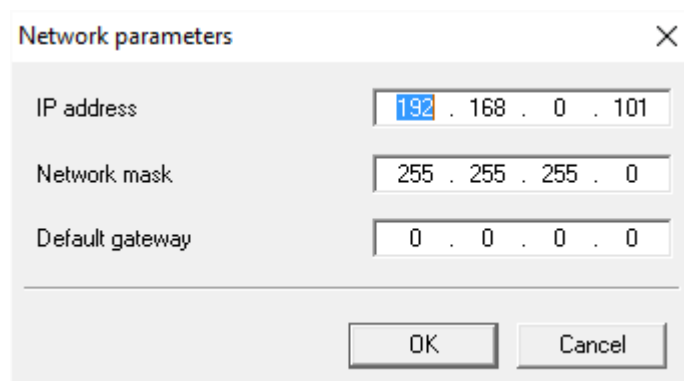 Network parameters
IP address 192 . 168 . 0 . 101
Network mask 255 . 255 . 255 . 0
Default gateway 0 . 0 . 0 . 0
OK Cancel